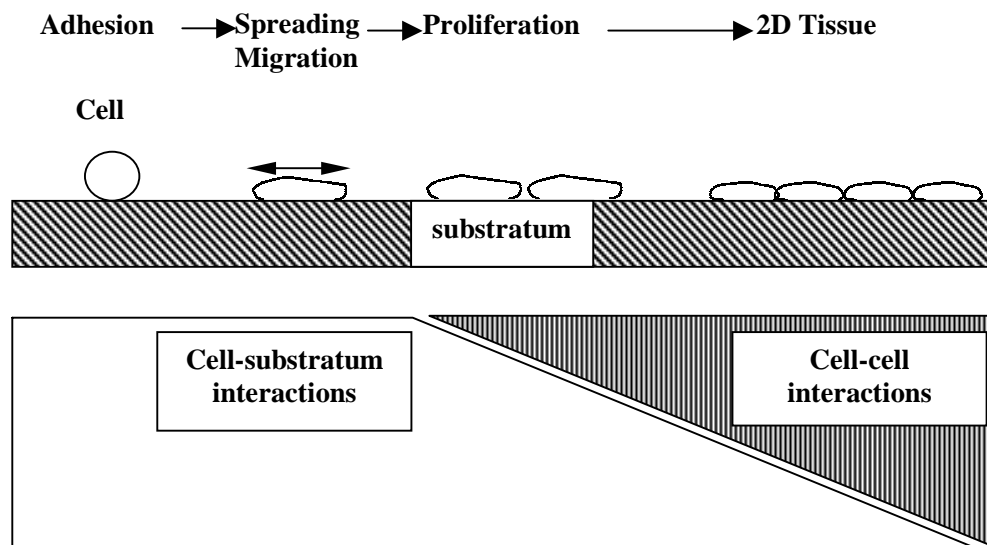 Adhesion Spreading Proliferation 2D Tissue
Migration
Cell
substratum
Cell-substratum
interactions
Cell-cell
interactions